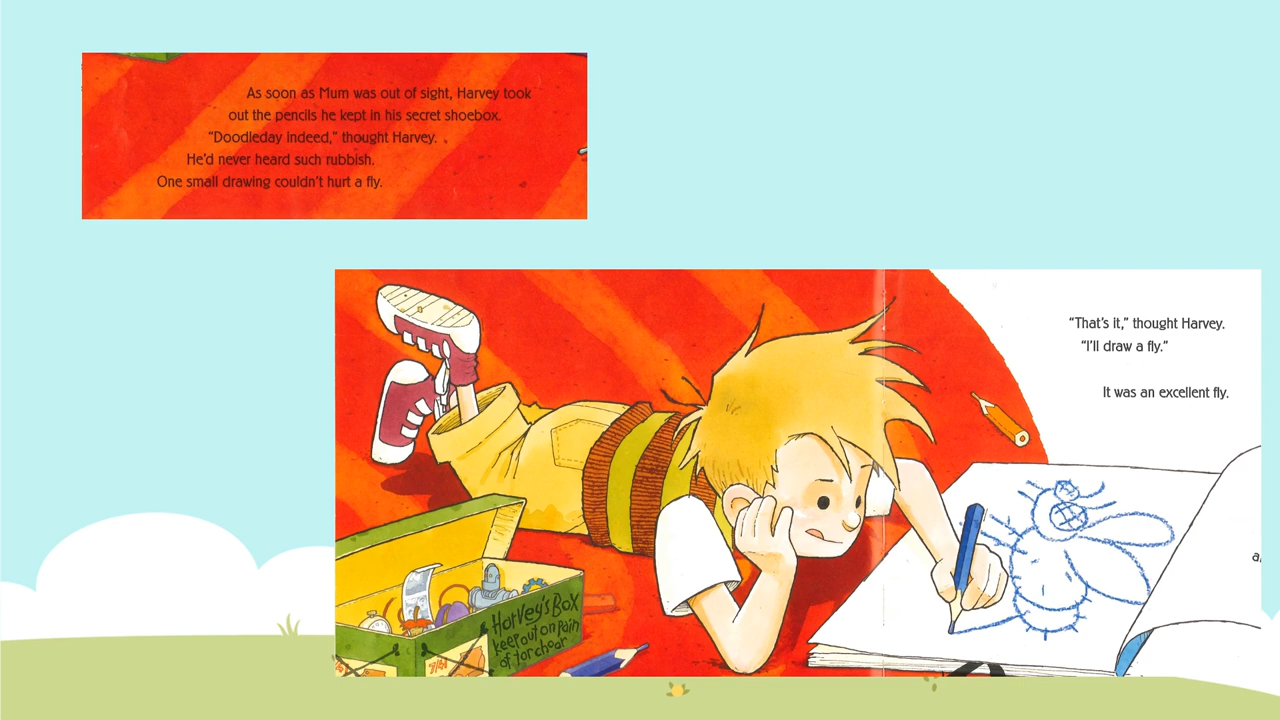 As soon as Mum was out of sight, Harvey took
out the pencils he kept in his secret shoebox.
“Doodleday indeed,” thought Harvey.
He’d never heard such rubbish.
One small drawing couldn’t hurt a fly.
“That’s it,” thought Harvey.
“I’ll draw a fly.”
It was an excellent fly.
Harvey's Box
keep out on pain
of torchoar